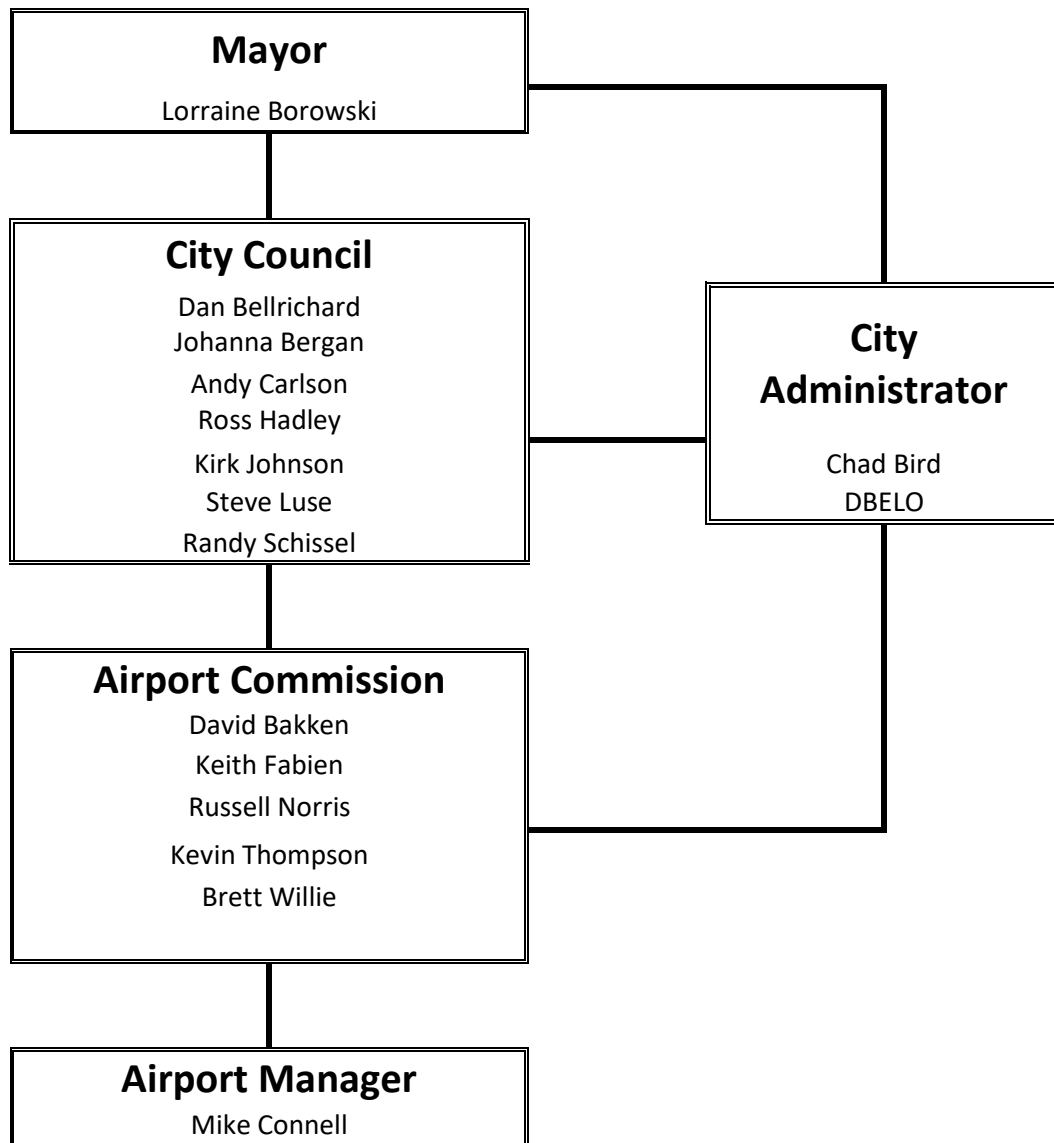 Mayor
Lorraine Borowski
City Council
Dan Bellrichard
Johanna Bergan
Andy Carlson
Ross Hadley
Kirk Johnson
Steve Luse
Randy Schissel
City
Administrator
Chad Bird
DBELO
Airport Commission
David Bakken
Keith Fabien
Russell Norris
Kevin Thompson
Brett Willie
Airport Manager
Mike Connell